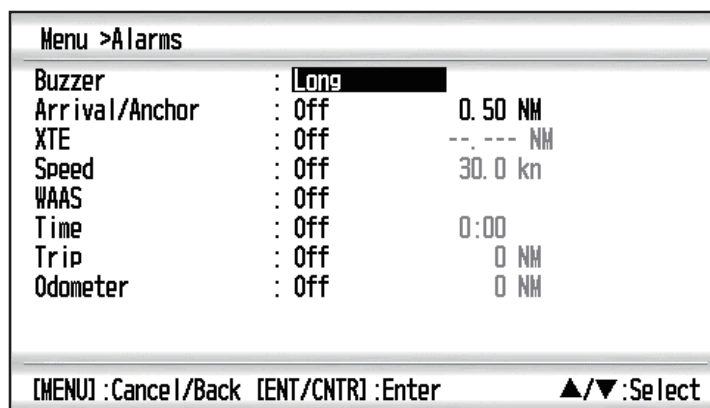 Menu >Alarms
Buzzer : Long
Arrival/Anchor : Off 0.50 NM
XTE : Off --.--- NM
Speed : Off 30.0 kn
WAAS : Off
Time : Off 0:00
Trip : Off 0 NM
Odometer : Off 0 NM
[MENU]:Cancel/Back [ENT/CNTR]:Enter ▲/▼:Select